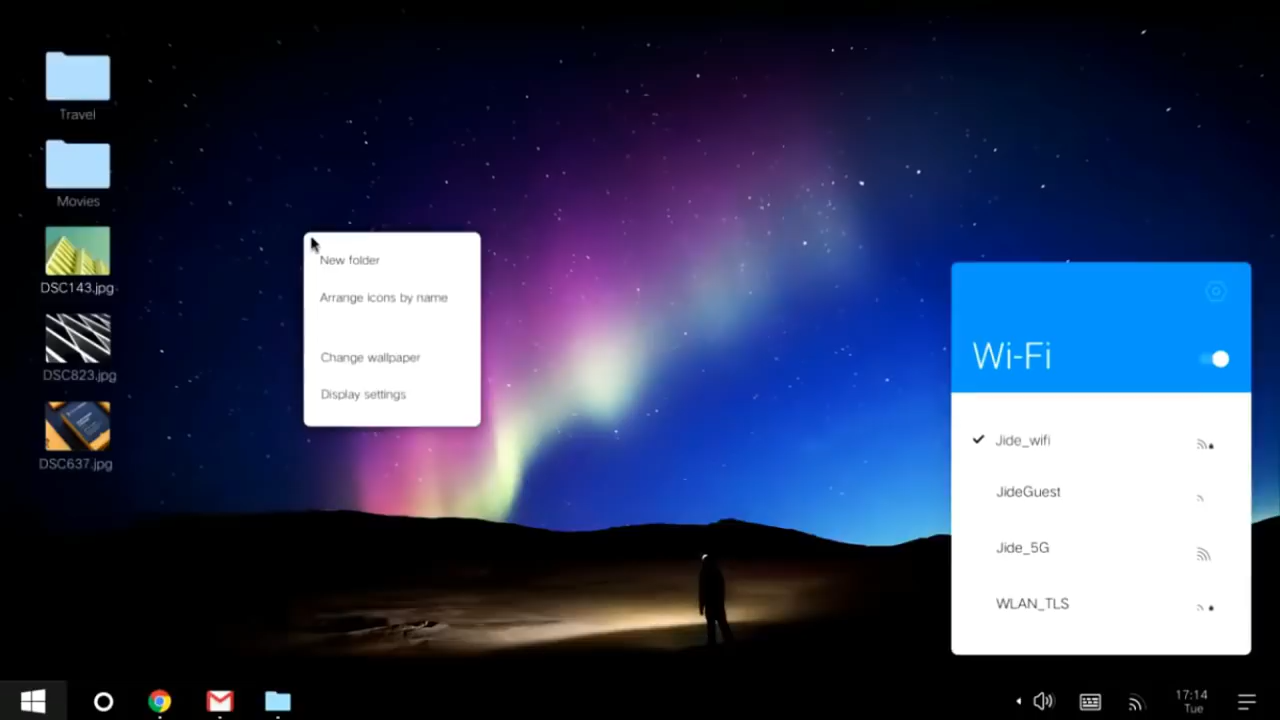 Travel
Movies
DSC143.jpg
DSC823.jpg
DSC637.jpg
New folder
Arrange icons by name
Change wallpaper
Display settings
Wi-Fi
Jide_wifi
JideGuest
Jide_5G
WLAN_TLS
17:14
Tue